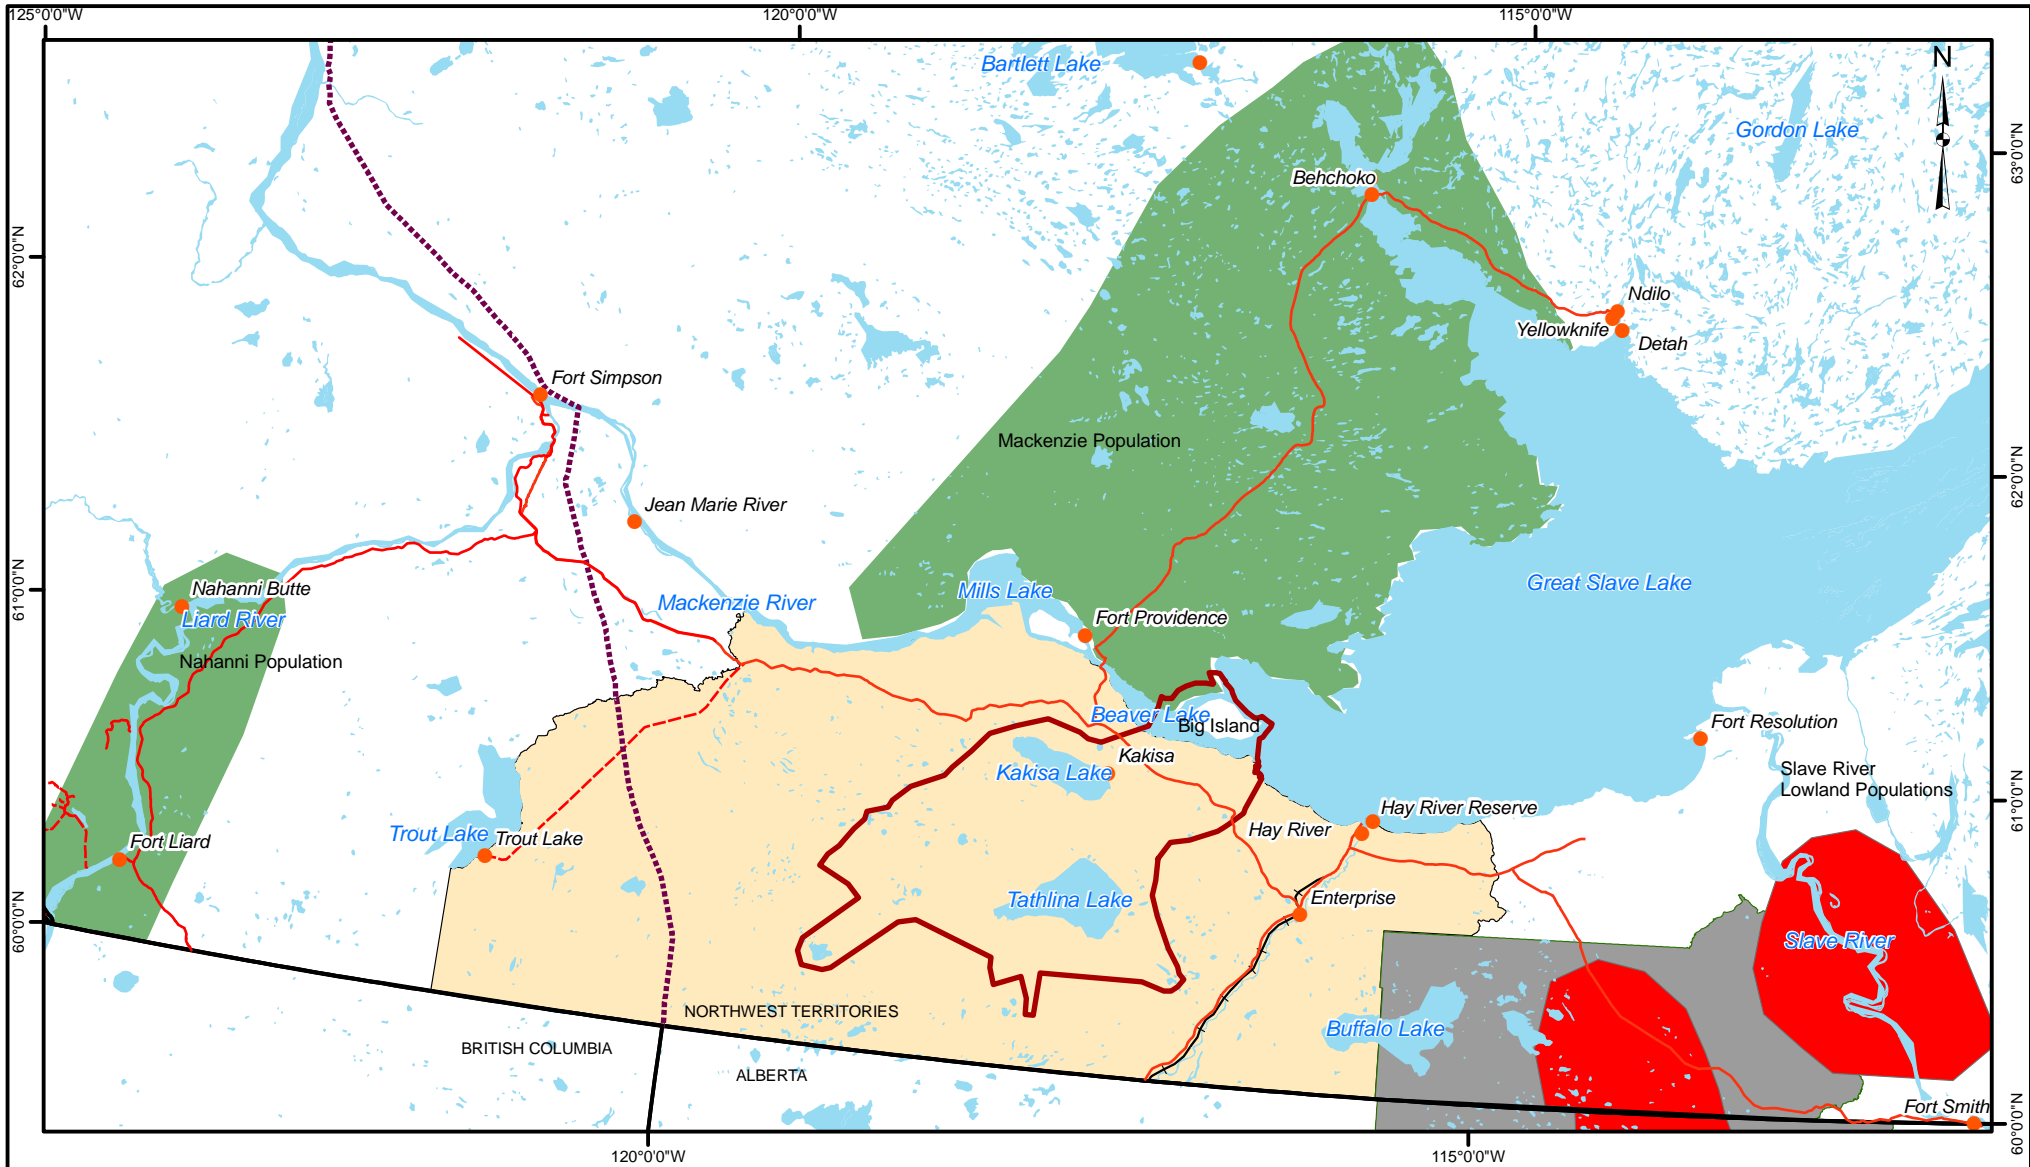 125°0'0"W
120°0'0"W
115°0'0"W
N
Bartlett Lake
Gordon Lake
63°0'0"N
Behchoko
62°0'0"N
Ndilo
Yellowknife
Detah
Fort Simpson
Mackenzie Population
62°0'0"N
Jean Marie River
Great Slave Lake
61°0'0"N
Nahanni Butte
Liard River
Mackenzie River
Mills Lake
Fort Providence
Nahanni Population
Beaver Lake
Big Island
Fort Resolution
Kakisa
Kakisa Lake
Slave River
Lowland Populations
61°0'0"N
Hay River Reserve
Hay River
Trout Lake
Trout Lake
Fort Liard
Tathlina Lake
Enterprise
60°0'0"N
Slave River
NORTHWEST TERRITORIES
Buffalo Lake
BRITISH COLUMBIA
ALBERTA
Fort Smith
60°0'0"N
120°0'0"W
115°0'0"W